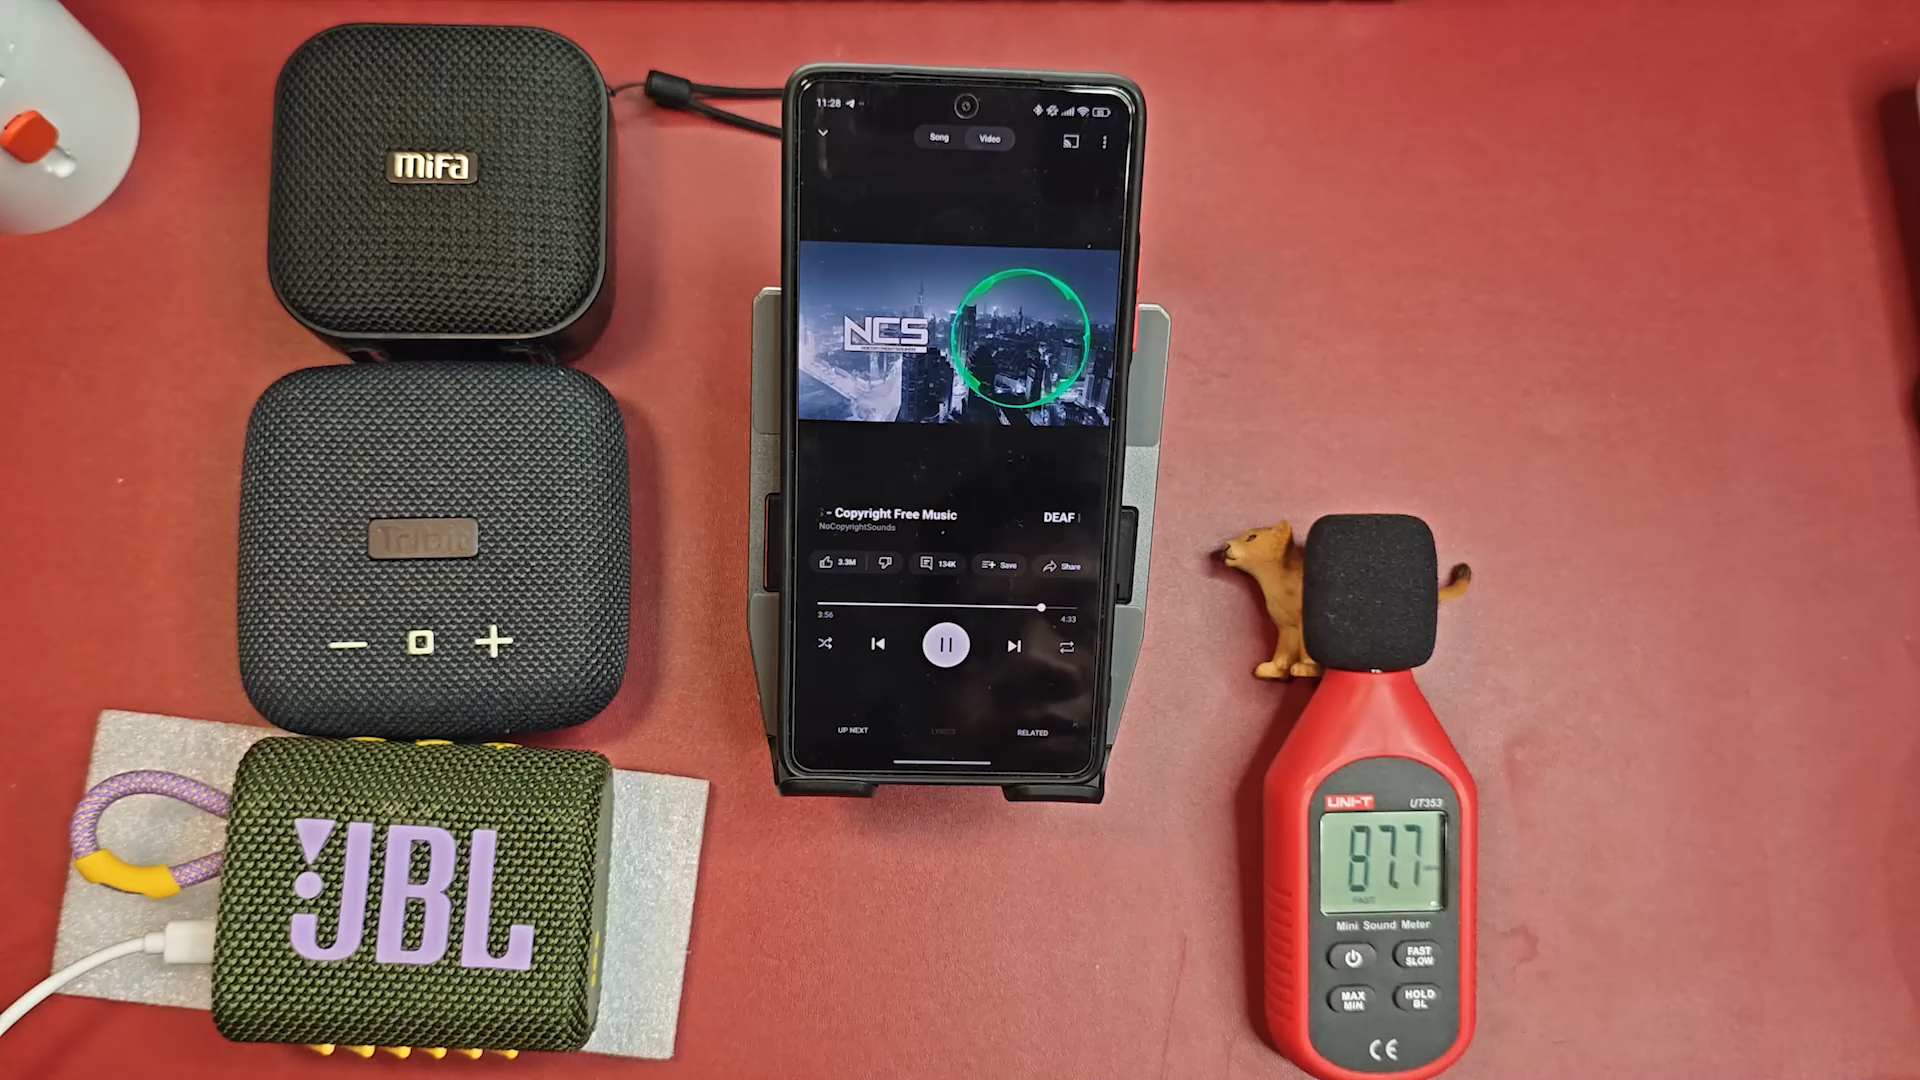 mifa
Tribit
JBL
11:28
Song
Video
NCS
- Copyright Free Music
DEAF
NoCopyrightSounds
3.3M
134K
Save
Share
3:56
4:33
UP NEXT
LYRICS
RELATED
UNI-T
UT353
87.7
FAST
Mini Sound Meter
FAST
SLOW
MAX
MIN
HOLD
BL
CE